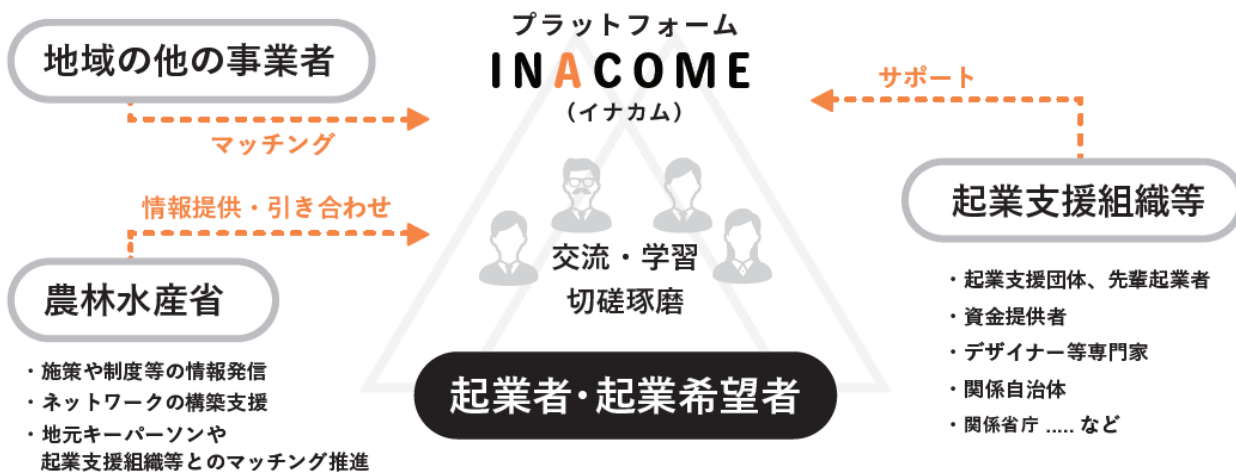 地域の他の事業者
マッチング
情報提供・引き合わせ
農林水産省
・施策や制度等の情報発信
・ネットワークの構築支援
・地元キーパーソンや
起業支援組織等とのマッチング推進
プラットフォーム
INACOME
（イナカム）
交流・学習
切磋琢磨
起業者・起業希望者
サポート
起業支援組織等
・起業支援団体、先輩起業者
・資金提供者
・デザイナー等専門家
・関係自治体
・関係省庁 ..... など